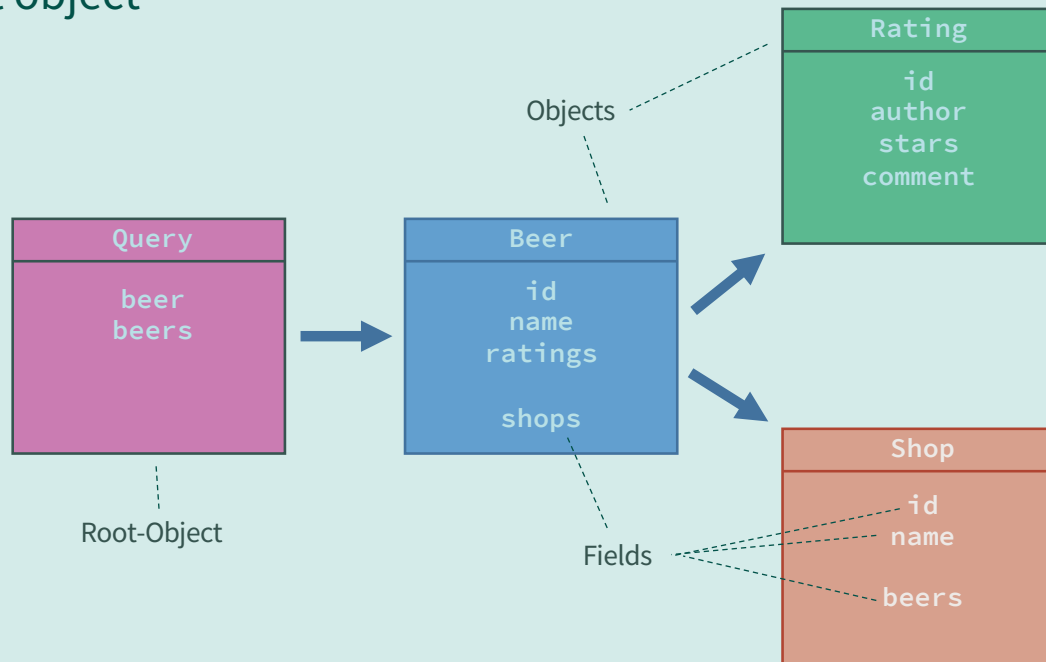 object
Rating
id
author
stars
comment
Objects
Query
beer
beers
Root-Object
Beer
id
name
ratings
shops
Fields
Shop
id
name
beers